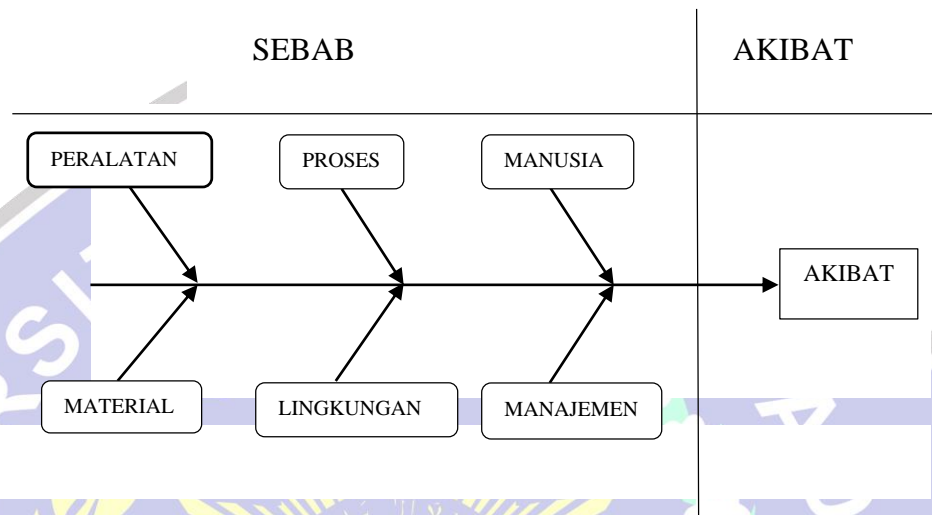 SEBAB
AKIBAT
PERALATAN
PROSES
MANUSIA
AKIBAT
MATERIAL
LINGKUNGAN
MANAJEMEN